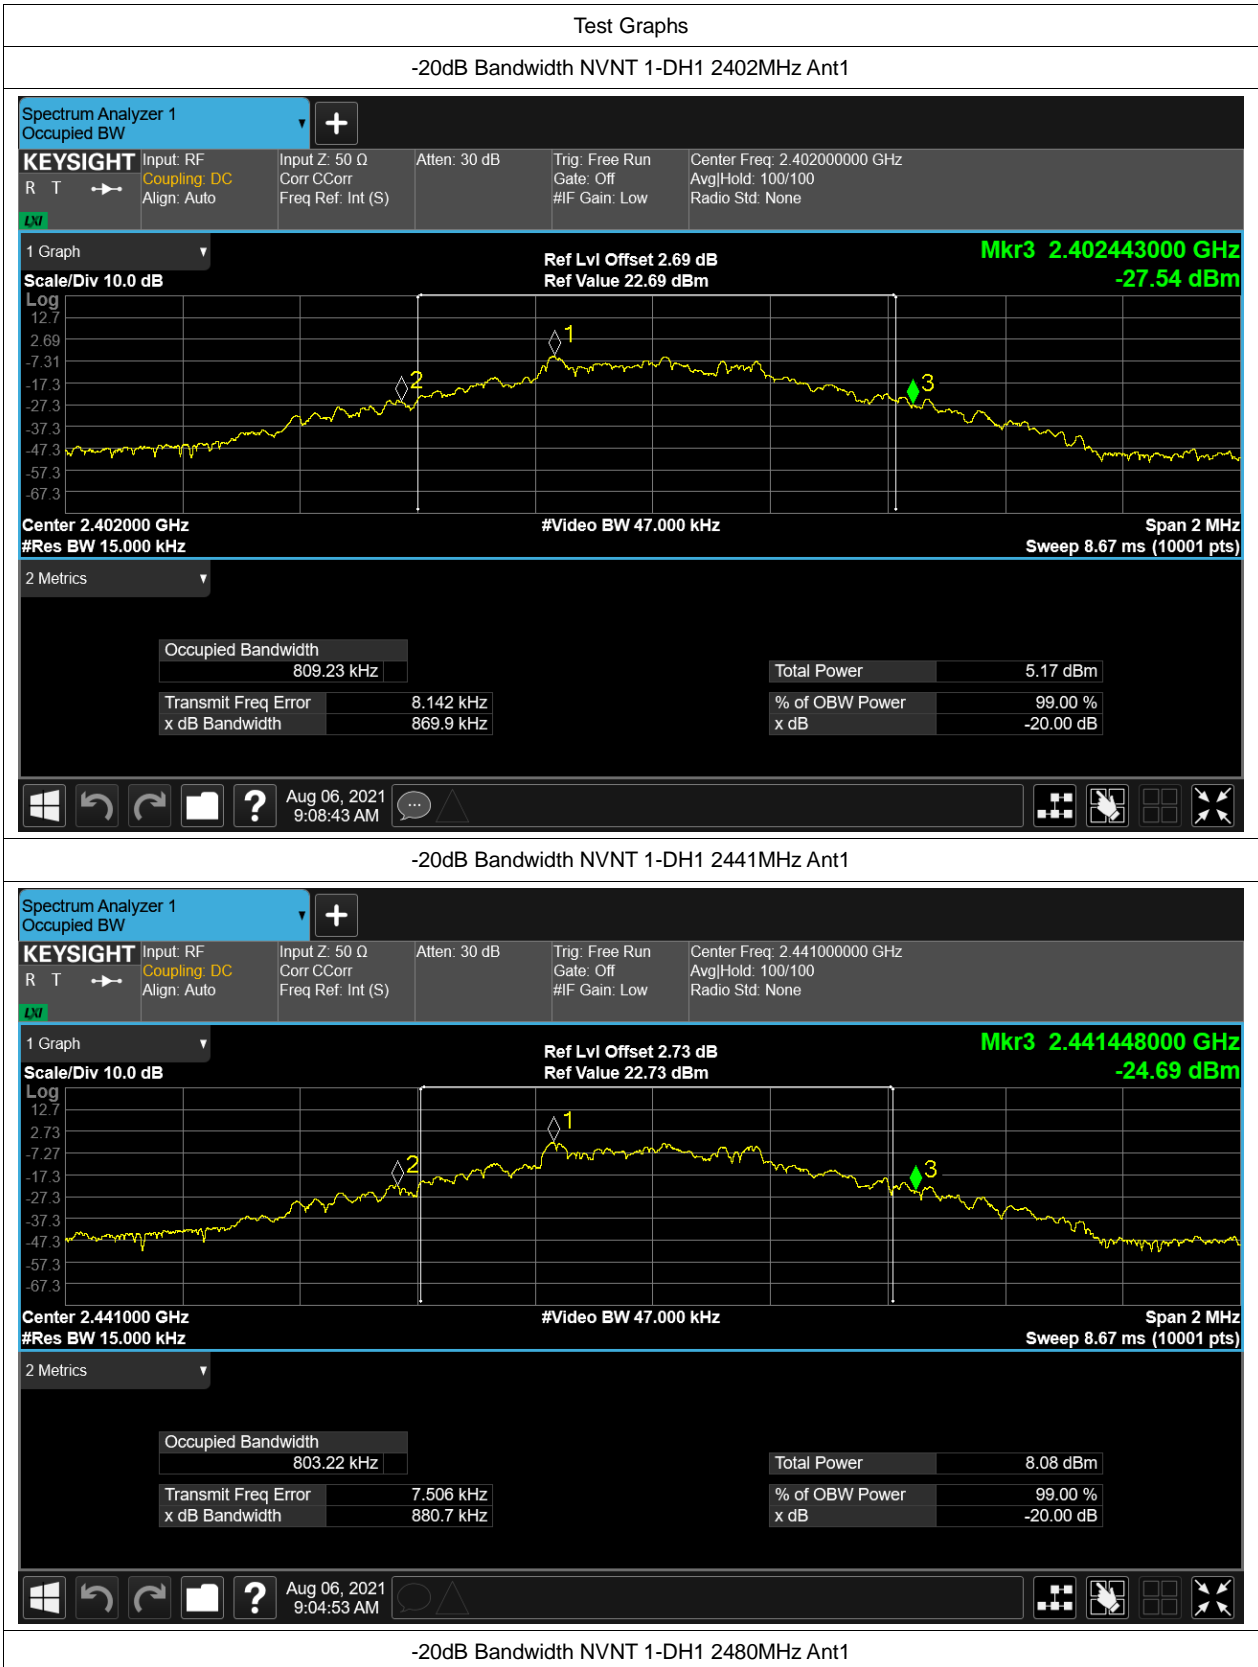 Test Graphs
-20dB Bandwidth NVNT 1-DH1 2402MHz Ant1
Spectrum Analyzer 1
Occupied BW
KEYSIGHT Input: RF Input Z: 50 Ω Atten: 30 dB Trig: Free Run Center Freq: 2.402000000 GHz
R T Coupling: DC Corr CCorr Gate: Off Avg|Hold: 100/100
Align: Auto Freq Ref: Int (S) #IF Gain: Low Radio Std: None
LXI
1 Graph Ref Lvl Offset 2.69 dB Mkr3 2.402443000 GHz
Scale/Div 10.0 dB Ref Value 22.69 dBm -27.54 dBm
Log
12.7
2.69 1
-7.31
-17.3 2 3
-27.3
-37.3
-47.3
-57.3
-67.3
Center 2.402000 GHz #Video BW 47.000 kHz Span 2 MHz
#Res BW 15.000 kHz Sweep 8.67 ms (10001 pts)
2 Metrics
Occupied Bandwidth
809.23 kHz Total Power 5.17 dBm
Transmit Freq Error 8.142 kHz % of OBW Power 99.00 %
x dB Bandwidth 869.9 kHz x dB -20.00 dB
? Aug 06, 2021
9:08:43 AM
-20dB Bandwidth NVNT 1-DH1 2441MHz Ant1
Spectrum Analyzer 1
Occupied BW
KEYSIGHT Input: RF Input Z: 50 Ω Atten: 30 dB Trig: Free Run Center Freq: 2.441000000 GHz
R T Coupling: DC Corr CCorr Gate: Off Avg|Hold: 100/100
Align: Auto Freq Ref: Int (S) #IF Gain: Low Radio Std: None
LXI
1 Graph Ref Lvl Offset 2.73 dB Mkr3 2.441448000 GHz
Scale/Div 10.0 dB Ref Value 22.73 dBm -24.69 dBm
Log
12.7
2.73 1
-7.27
-17.3 2 3
-27.3
-37.3
-47.3
-57.3
-67.3
Center 2.441000 GHz #Video BW 47.000 kHz Span 2 MHz
#Res BW 15.000 kHz Sweep 8.67 ms (10001 pts)
2 Metrics
Occupied Bandwidth
803.22 kHz Total Power 8.08 dBm
Transmit Freq Error 7.506 kHz % of OBW Power 99.00 %
x dB Bandwidth 880.7 kHz x dB -20.00 dB
? Aug 06, 2021
9:04:53 AM
-20dB Bandwidth NVNT 1-DH1 2480MHz Ant1